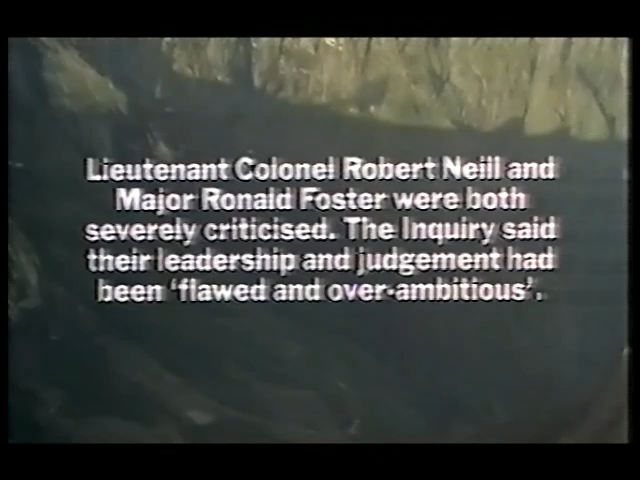 Lieutenant Colonel Robert Neill and
Major Ronald Foster were both
severely criticised. The Inquiry said
their leadership and judgement had
been ‘flawed and over-ambitious’.